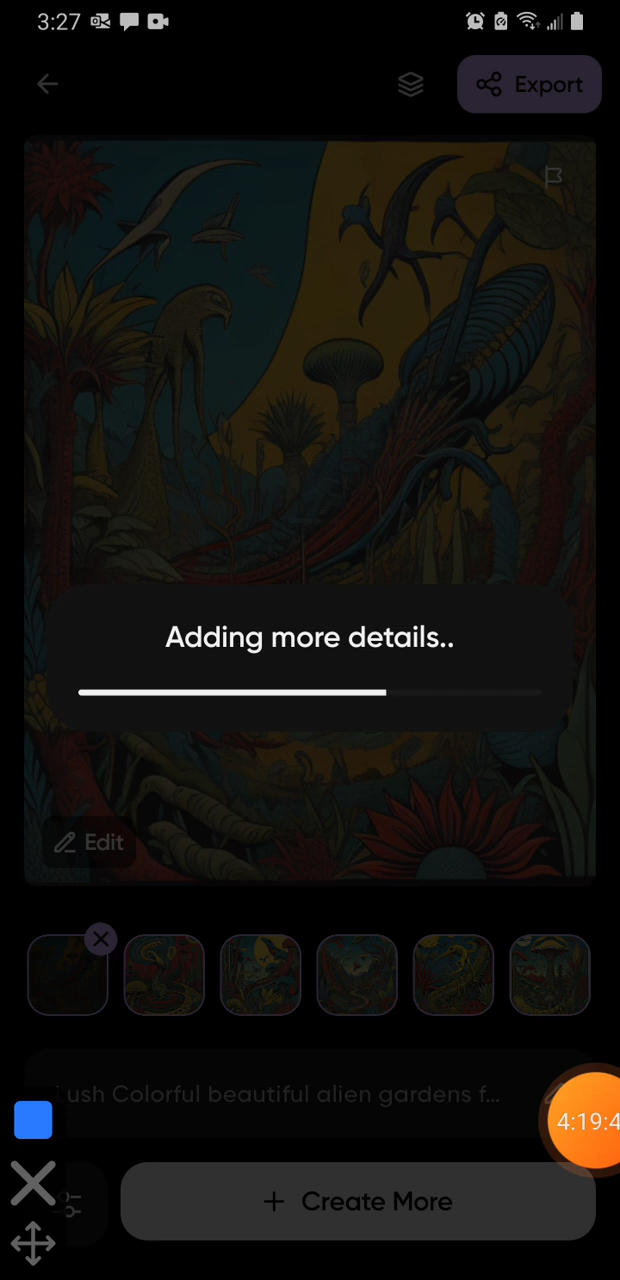 3:27
Export
Adding more details..
Edit
ush Colorful beautiful alien gardens f...
4:19:4
+ Create More